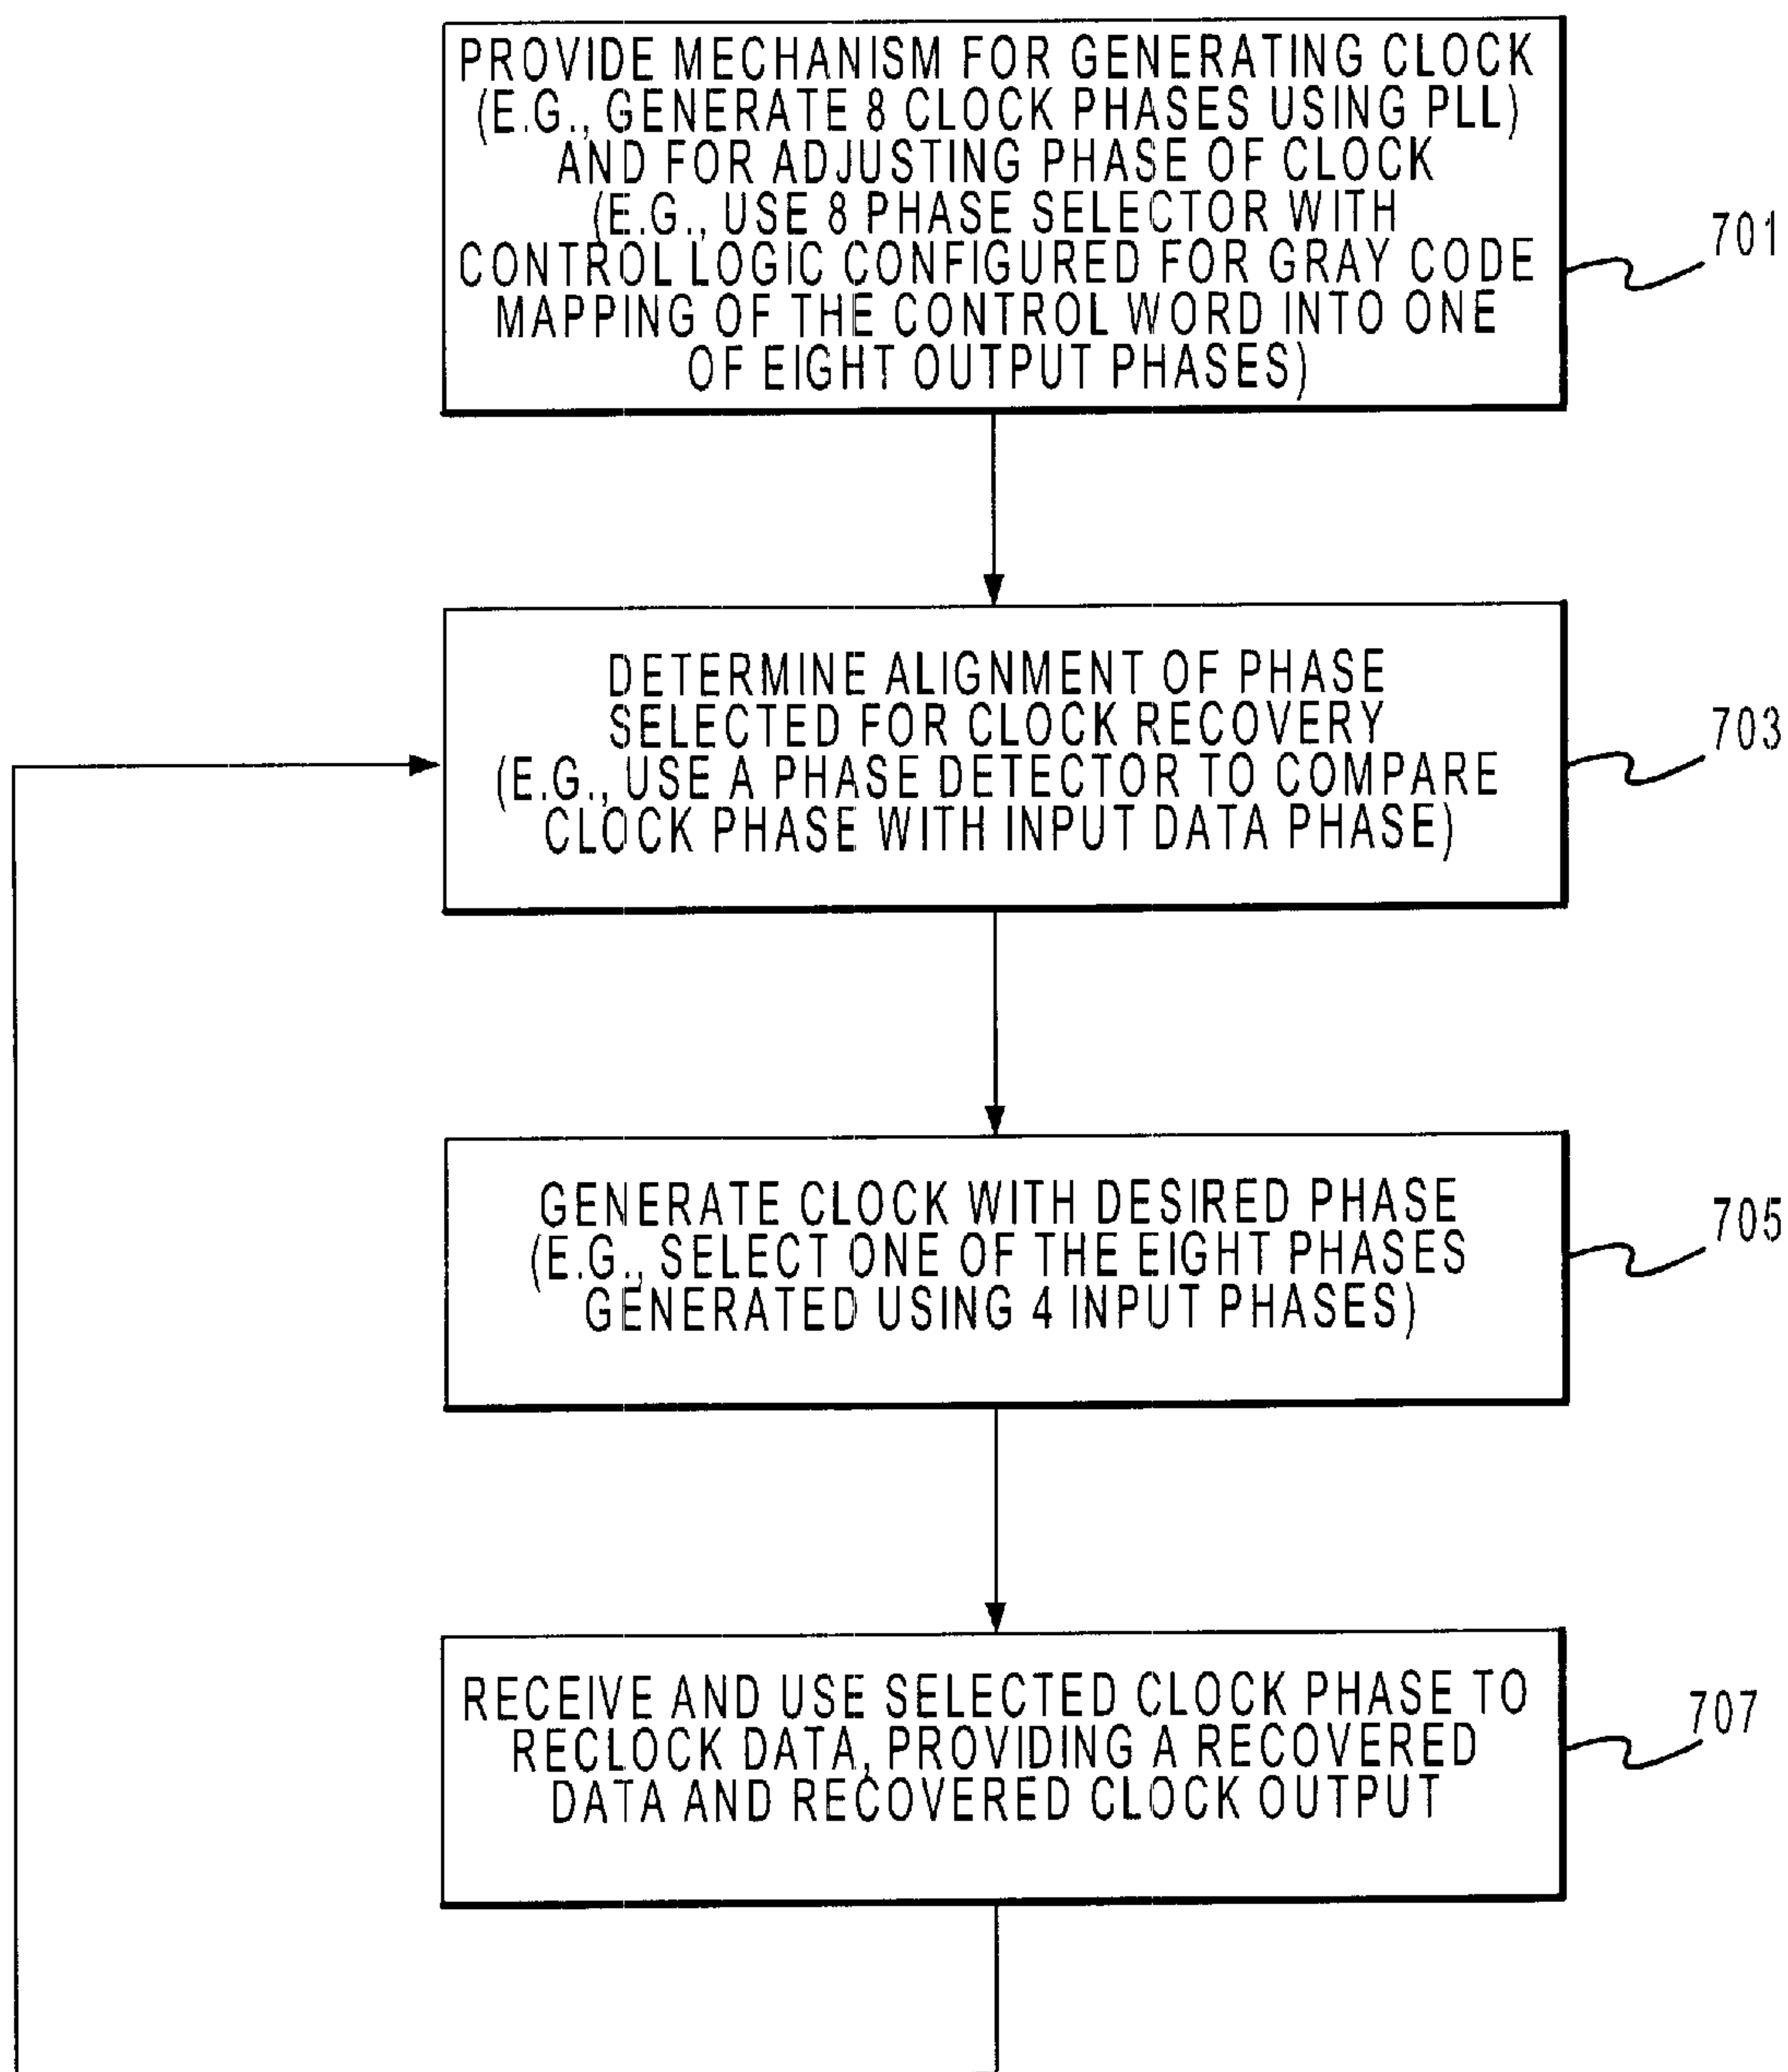 PROVIDE MECHANISM FOR GENERATING CLOCK
(E.G., GENERATE 8 CLOCK PHASES USING PLL)
AND FOR ADJUSTING PHASE OF CLOCK
(E.G., USE 8 PHASE SELECTOR WITH
CONTROL LOGIC CONFIGURED FOR GRAY CODE
MAPPING OF THE CONTROL WORD INTO ONE
OF EIGHT OUTPUT PHASES)
701
DETERMINE ALIGNMENT OF PHASE
SELECTED FOR CLOCK RECOVERY
(E.G., USE A PHASE DETECTOR TO COMPARE
CLOCK PHASE WITH INPUT DATA PHASE)
703
GENERATE CLOCK WITH DESIRED PHASE
(E.G., SELECT ONE OF THE EIGHT PHASES
GENERATED USING 4 INPUT PHASES)
705
RECEIVE AND USE SELECTED CLOCK PHASE TO
RECLOCK DATA, PROVIDING A RECOVERED
DATA AND RECOVERED CLOCK OUTPUT
707